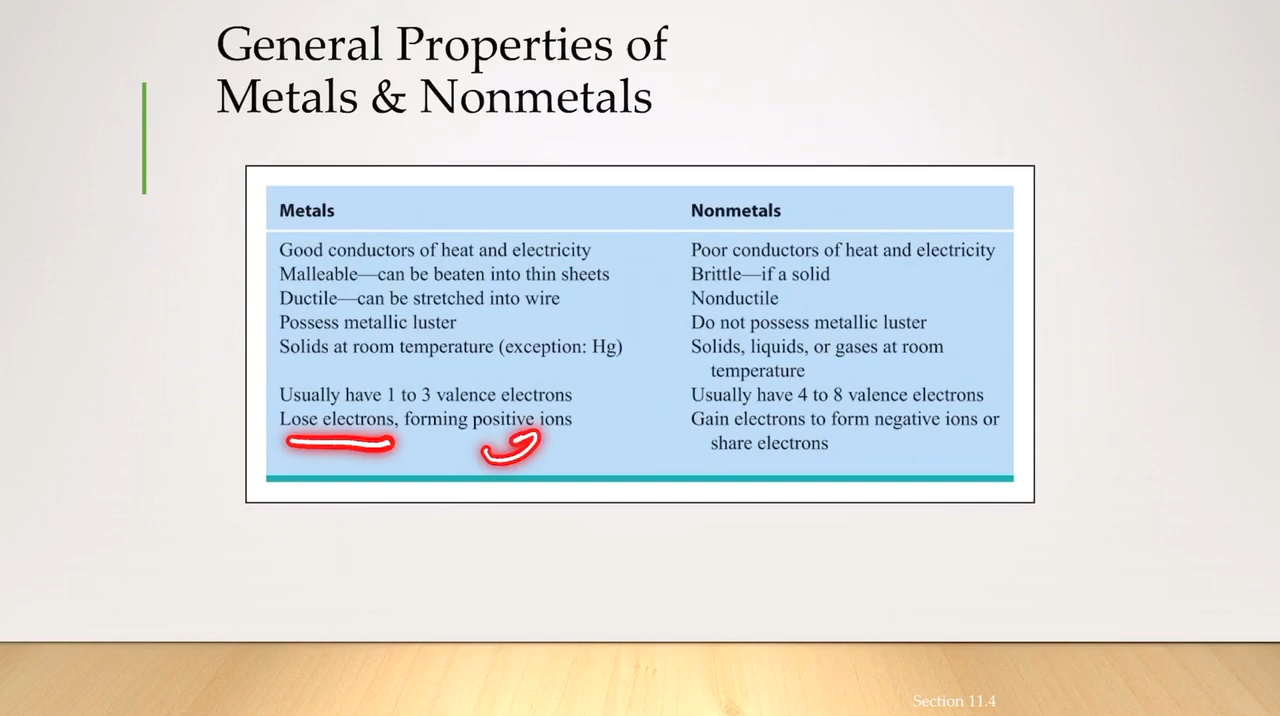 General Properties of
Metals & Nonmetals
Metals
Nonmetals
Good conductors of heat and electricity
Poor conductors of heat and electricity
Malleable—can be beaten into thin sheets
Brittle—if a solid
Ductile—can be stretched into wire
Nonductile
Possess metallic luster
Do not possess metallic luster
Solids at room temperature (exception: Hg)
Solids, liquids, or gases at room
temperature
Usually have 1 to 3 valence electrons
Usually have 4 to 8 valence electrons
Lose electrons, forming positive ions
Gain electrons to form negative ions or
share electrons
Section 11.4